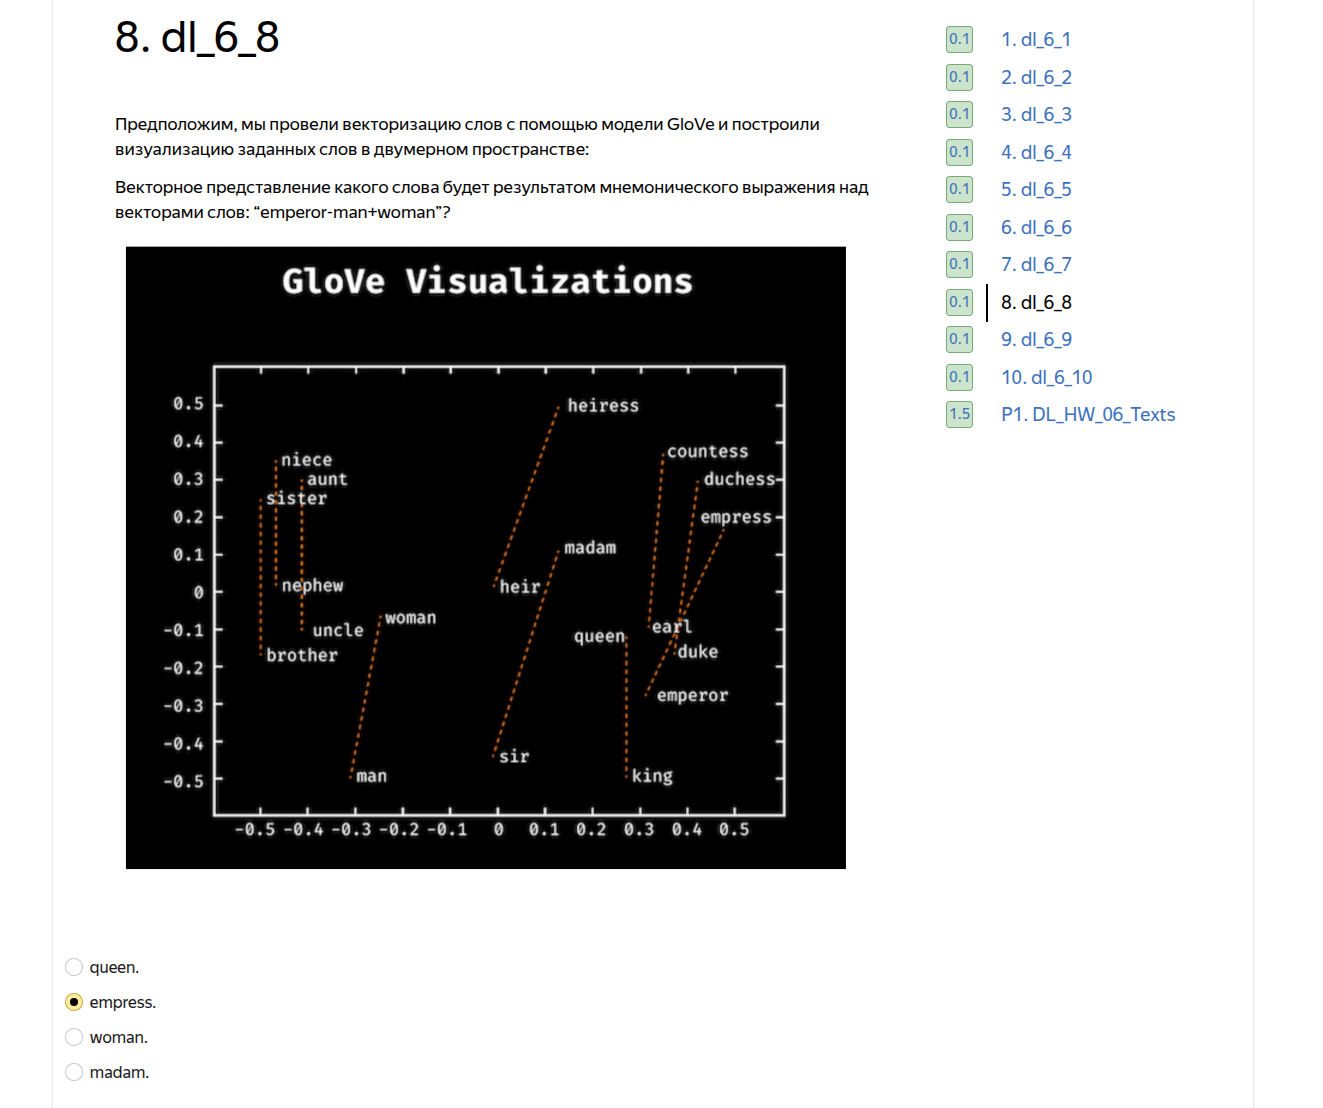 8. dl_6_8
Предположим, мы провели векторизацию слов с помощью модели GloVe и построили
визуализацию заданных слов в двумерном пространстве:
Векторное представление какого слова будет результатом мнемонического выражения над
векторами слов: “emperor-man+woman”?
GloVe Visualizations
0.5
0.4
0.3
0.2
0.1
0
-0.1
-0.2
-0.3
-0.4
-0.5
heiress
countess
niece
aunt
duchess
sister
empress
madam
nephew
heir
woman
earl
uncle
queen
brother
duke
emperor
sir
man
king
-0.5 -0.4 -0.3 -0.2 -0.1 0 0.1 0.2 0.3 0.4 0.5
queen.
empress.
woman.
madam.
0.1 1. dl_6_1
0.1 2. dl_6_2
0.1 3. dl_6_3
0.1 4. dl_6_4
0.1 5. dl_6_5
0.1 6. dl_6_6
0.1 7. dl_6_7
0.1 8. dl_6_8
0.1 9. dl_6_9
0.1 10. dl_6_10
1.5 P1. DL_HW_06_Texts